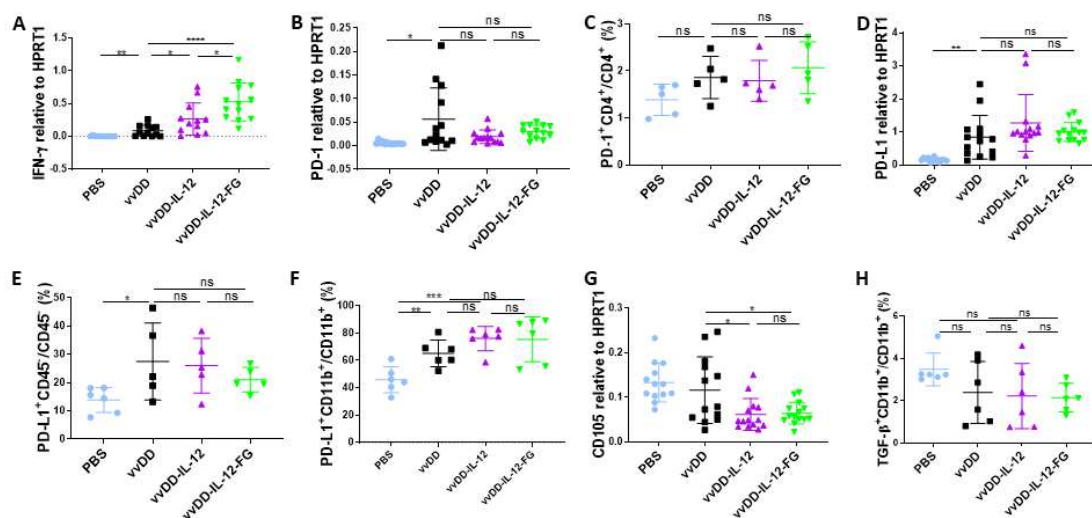 A
IFN-γ relative to HPRT1
1.5
1.0
0.5
0.0
-0.5
****
** * *
PBS
vvDD
vvDD-IL-12
vvDD-IL-12-FG
B
PD-1 relative to HPRT1
0.25
0.20
0.15
0.10
0.05
0.00
-0.05
ns
* ns ns
PBS
vvDD
vvDD-IL-12
vvDD-IL-12-FG
C
PD-1⁺CD4⁺/CD4 (%)
4
2
0
ns
ns ns ns
PBS
vvDD
vvDD-IL-12
vvDD-IL-12-FG
D
PD-L1 relative to HPRT1
4
3
2
1
0
ns
** ns ns
PBS
vvDD
vvDD-IL-12
vvDD-IL-12-FG
E
PD-L1⁺CD45⁻/CD45⁻ (%)
50
40
30
20
10
0
ns
* ns ns
PBS
vvDD
vvDD-IL-12
vvDD-IL-12-FG
F
PD-L1⁺CD11b⁺/CD11b⁺ (%)
100
80
60
40
20
0
*** ns
** ns ns
PBS
vvDD
vvDD-IL-12
vvDD-IL-12-FG
G
CD105 relative to HPRT1
0.3
0.2
0.1
0.0
*
* ns
PBS
vvDD
vvDD-IL-12
vvDD-IL-12-FG
H
TGF-β⁺CD11b⁺/CD11b⁺ (%)
6
4
2
0
ns ns
ns ns ns
PBS
vvDD
vvDD-IL-12
vvDD-IL-12-FG